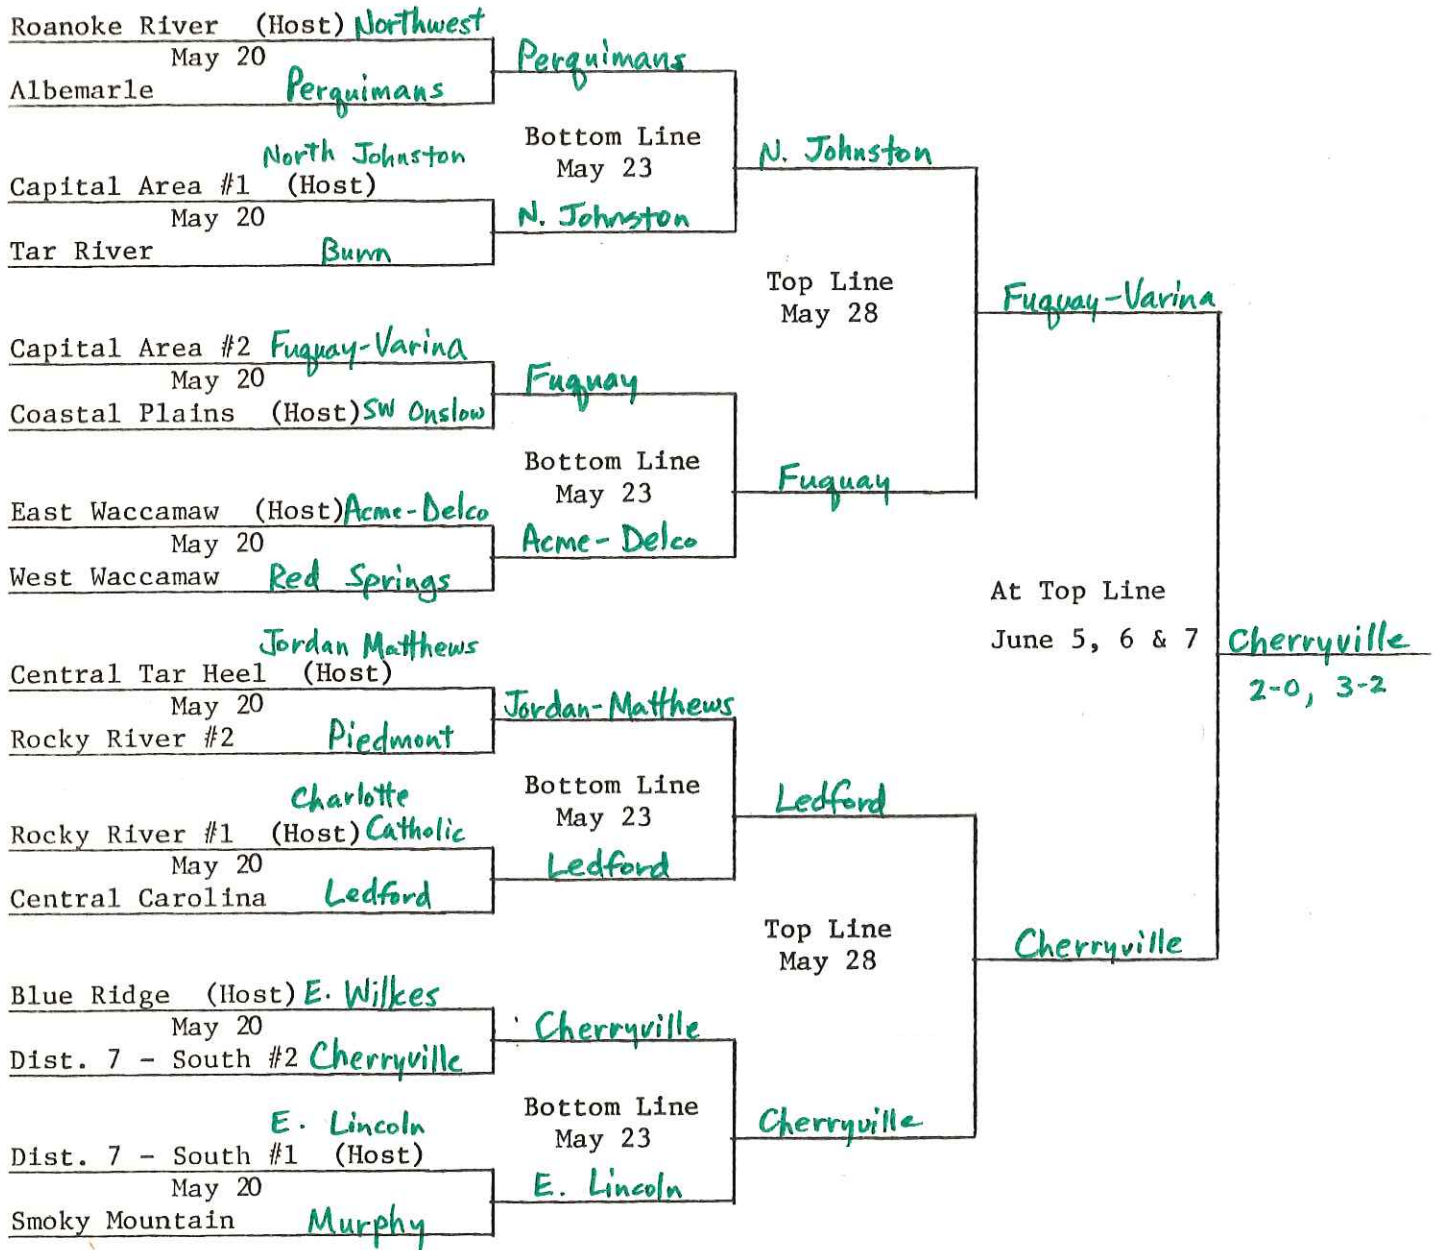 Roanoke River (Host) Northwest
May 20
Albemarle Perquimans
Perquimans
Bottom Line
May 23
North Johnston
Capital Area #1 (Host)
May 20
Tar River Bunn
N. Johnston
N. Johnston
Top Line
May 28
Capital Area #2 Fuquay-Varina
May 20
Coastal Plains (Host) SW Onslow
Fuquay
Bottom Line
May 23
East Waccamaw (Host) Acme-Delco
May 20
West Waccamaw Red Springs
Acme-Delco
Fuquay
Fuquay-Varina
At Top Line
June 5, 6 & 7
Cherryville
2-0, 3-2
Jordan Matthews
Central Tar Heel (Host)
May 20
Rocky River #2 Piedmont
Jordan-Matthews
Bottom Line
May 23
Charlotte
Rocky River #1 (Host) Catholic
May 20
Central Carolina Ledford
Ledford
Ledford
Top Line
May 28
Blue Ridge (Host) E. Wilkes
May 20
Dist. 7 - South #2 Cherryville
Cherryville
Bottom Line
May 23
E. Lincoln
Dist. 7 - South #1 (Host)
May 20
Smoky Mountain Murphy
E. Lincoln
Cherryville
Cherryville